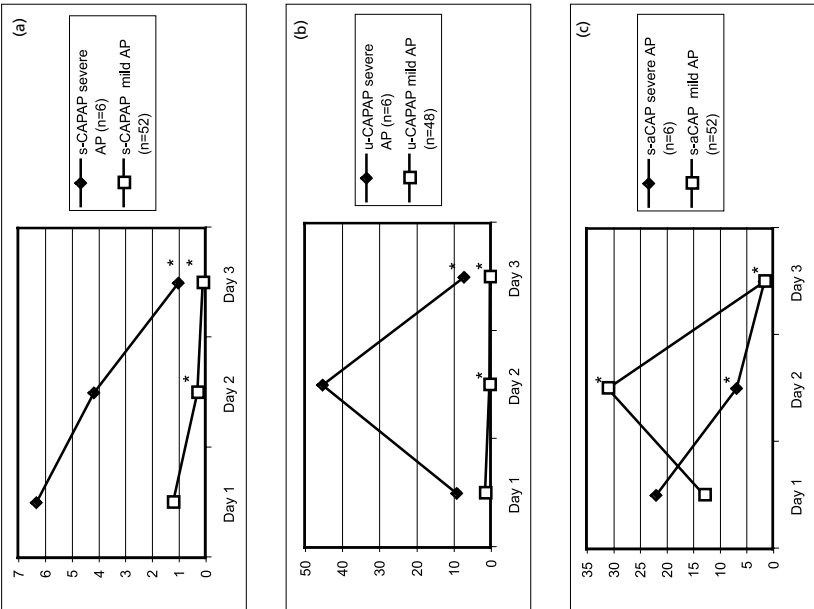 (a)
s-CAPAP severe
AP (n=6)
s-CAPAP mild AP
(n=52)
7
6
5
4
3
2
1
0
*
*
*
Day 1
Day 2
Day 3
(b)
u-CAPAP severe
AP (n=6)
u-CAPAP mild AP
(n=48)
50
40
30
20
10
0
*
*
*
Day 1
Day 2
Day 3
(c)
s-aCAP severe AP
(n=6)
s-aCAP mild AP
(n=52)
35
30
25
20
15
10
5
0
*
*
*
Day 1
Day 2
Day 3